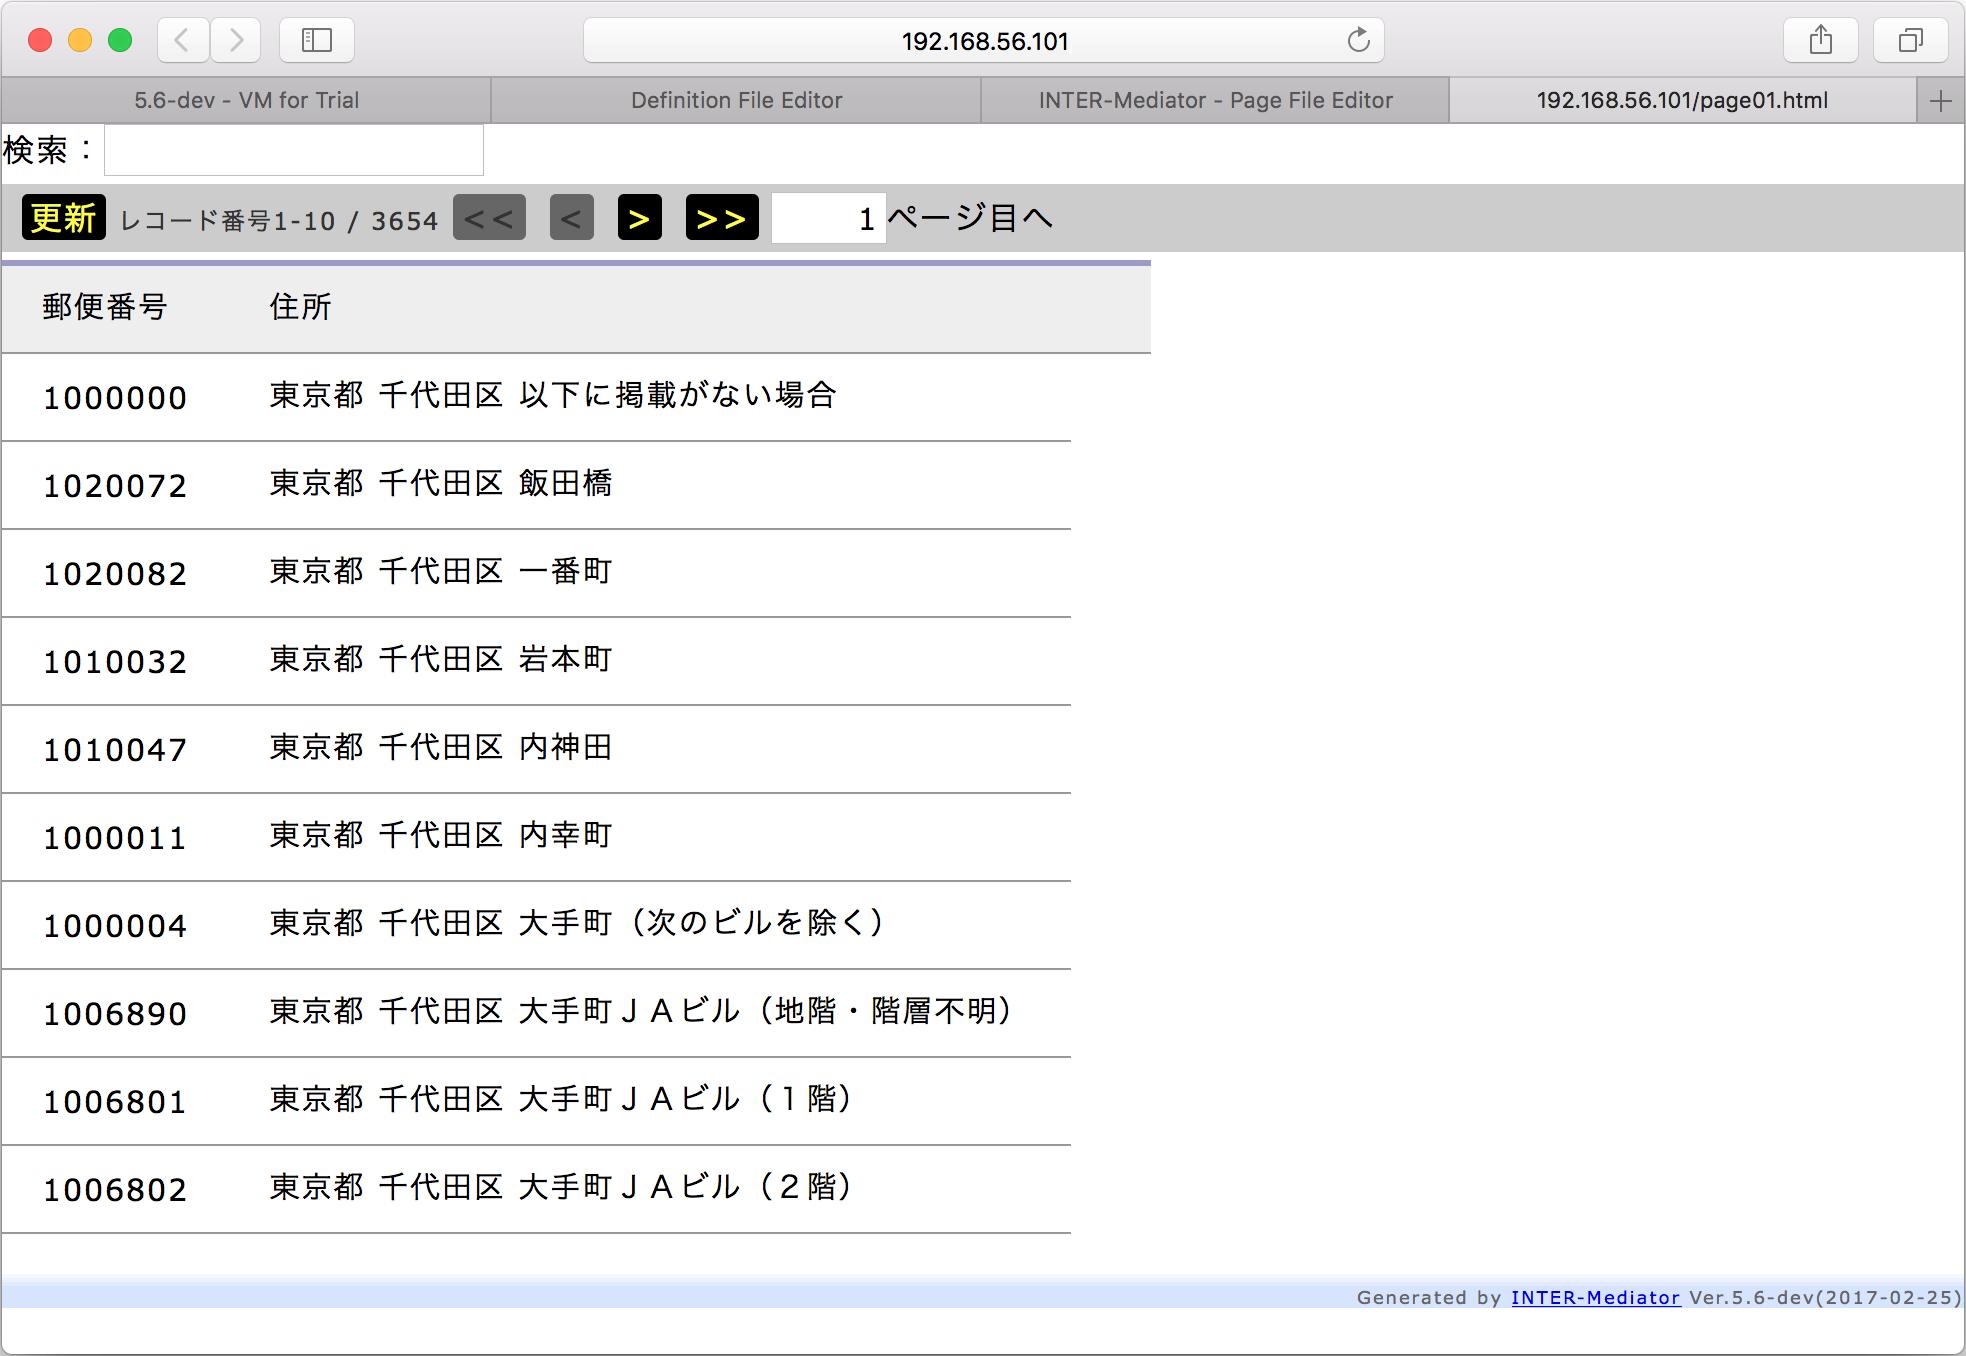 192.168.56.101
5.6-dev - VM for Trial
Definition File Editor
INTER-Mediator - Page File Editor
192.168.56.101/page01.html
検索：
更新 レコード番号1-10 / 3654 << < > >> 1 ページ目へ
郵便番号 住所
1000000 東京都 千代田区 以下に掲載がない場合
1020072 東京都 千代田区 飯田橋
1020082 東京都 千代田区 一番町
1010032 東京都 千代田区 岩本町
1010047 東京都 千代田区 内神田
1000011 東京都 千代田区 内幸町
1000004 東京都 千代田区 大手町（次のビルを除く）
1006890 東京都 千代田区 大手町ＪＡビル（地階・階層不明）
1006801 東京都 千代田区 大手町ＪＡビル（１階）
1006802 東京都 千代田区 大手町ＪＡビル（２階）
Generated by INTER-Mediator Ver.5.6-dev(2017-02-25)